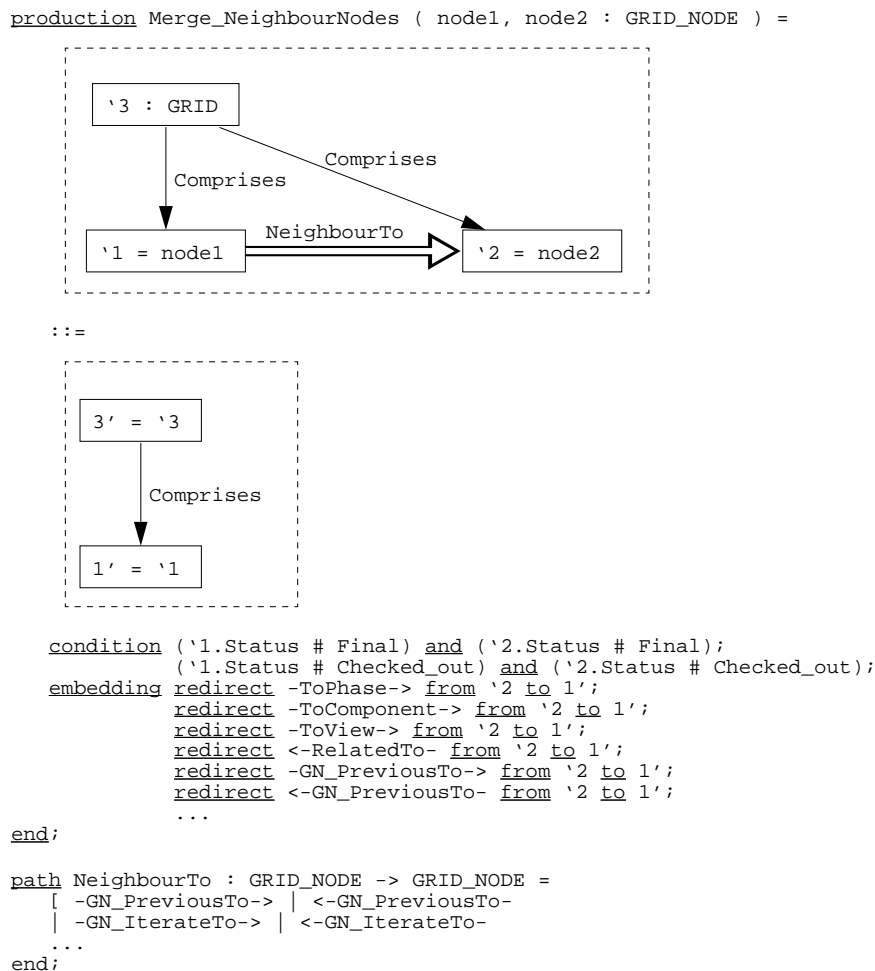 production Merge_NeighbourNodes ( node1, node2 : GRID_NODE ) =
‘3 : GRID
Comprises
Comprises
NeighbourTo
‘1 = node1
‘2 = node2
::=
3’ = ‘3
Comprises
1’ = ‘1
condition (‘1.Status # Final) and (‘2.Status # Final);
(‘1.Status # Checked_out) and (‘2.Status # Checked_out);
embedding redirect -ToPhase-> from ‘2 to 1’;
redirect -ToComponent-> from ‘2 to 1’;
redirect -ToView-> from ‘2 to 1’;
redirect <-RelatedTo- from ‘2 to 1’;
redirect -GN_PreviousTo-> from ‘2 to 1’;
redirect <-GN_PreviousTo- from ‘2 to 1’;
...
end;
path NeighbourTo : GRID_NODE -> GRID_NODE =
[ -GN_PreviousTo-> | <-GN_PreviousTo-
| -GN_IterateTo-> | <-GN_IterateTo-
...
end;